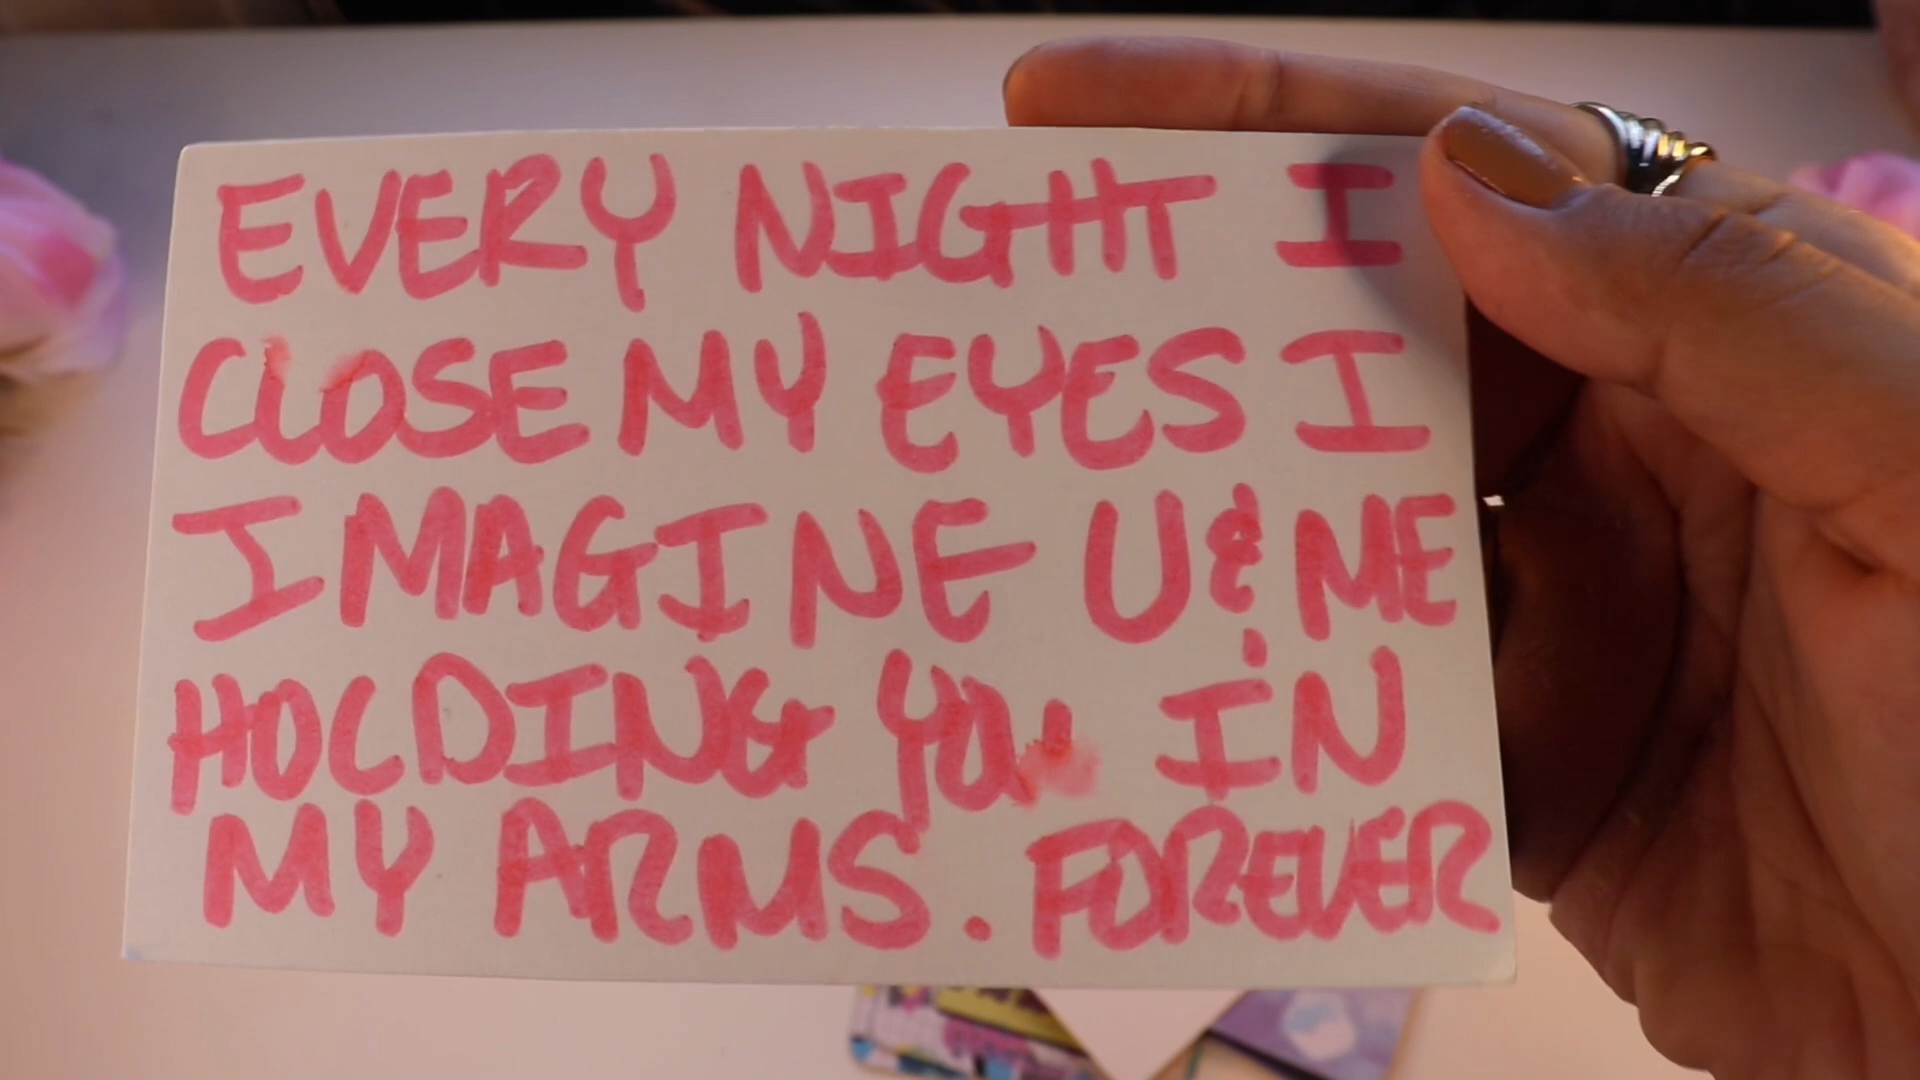 EVERY NIGHT I
CLOSE MY EYES I
IMAGINE U & ME
HOLDING YOU IN
MY ARMS. FOREVER